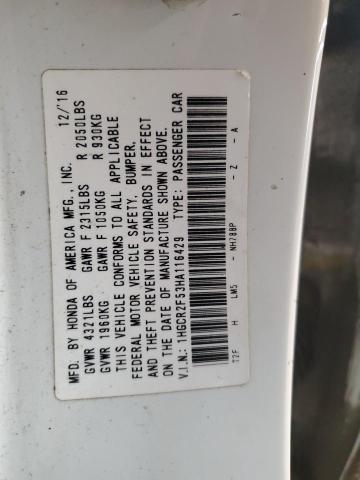 MFD. BY HONDA OF AMERICA MFG., INC. 12/'16
GVWR 4321LBS GAWR F 2315LBS R 2050LBS
GVWR 1960KG GAWR F 1050KG R 930KG
THIS VEHICLE CONFORMS TO ALL APPLICABLE
FEDERAL MOTOR VEHICLE SAFETY, BUMPER,
AND THEFT PREVENTION STANDARDS IN EFFECT
ON THE DATE OF MANUFACTURE SHOWN ABOVE.
V.I.N: 1HGCR2F53HA116429 TYPE: PASSENGER CAR
T2F H LM5 - NH788P - Z - A